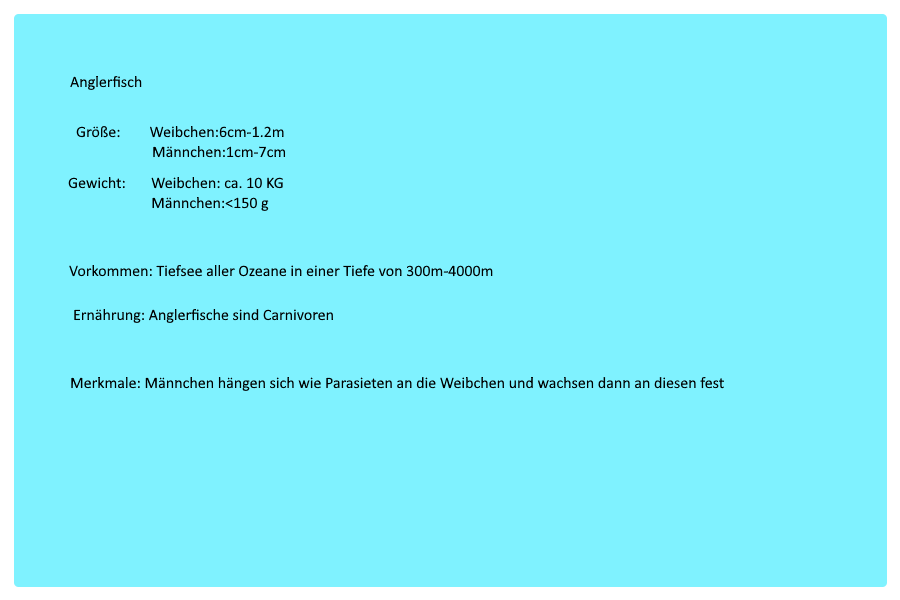 Anglerfisch
Größe: Weibchen:6cm-1.2m
Männchen:1cm-7cm
Gewicht: Weibchen: ca. 10 KG
Männchen:<150 g
Vorkommen: Tiefsee aller Ozeane in einer Tiefe von 300m-4000m
Ernährung: Anglerfische sind Carnivoren
Merkmale: Männchen hängen sich wie Parasieten an die Weibchen und wachsen dann an diesen fest